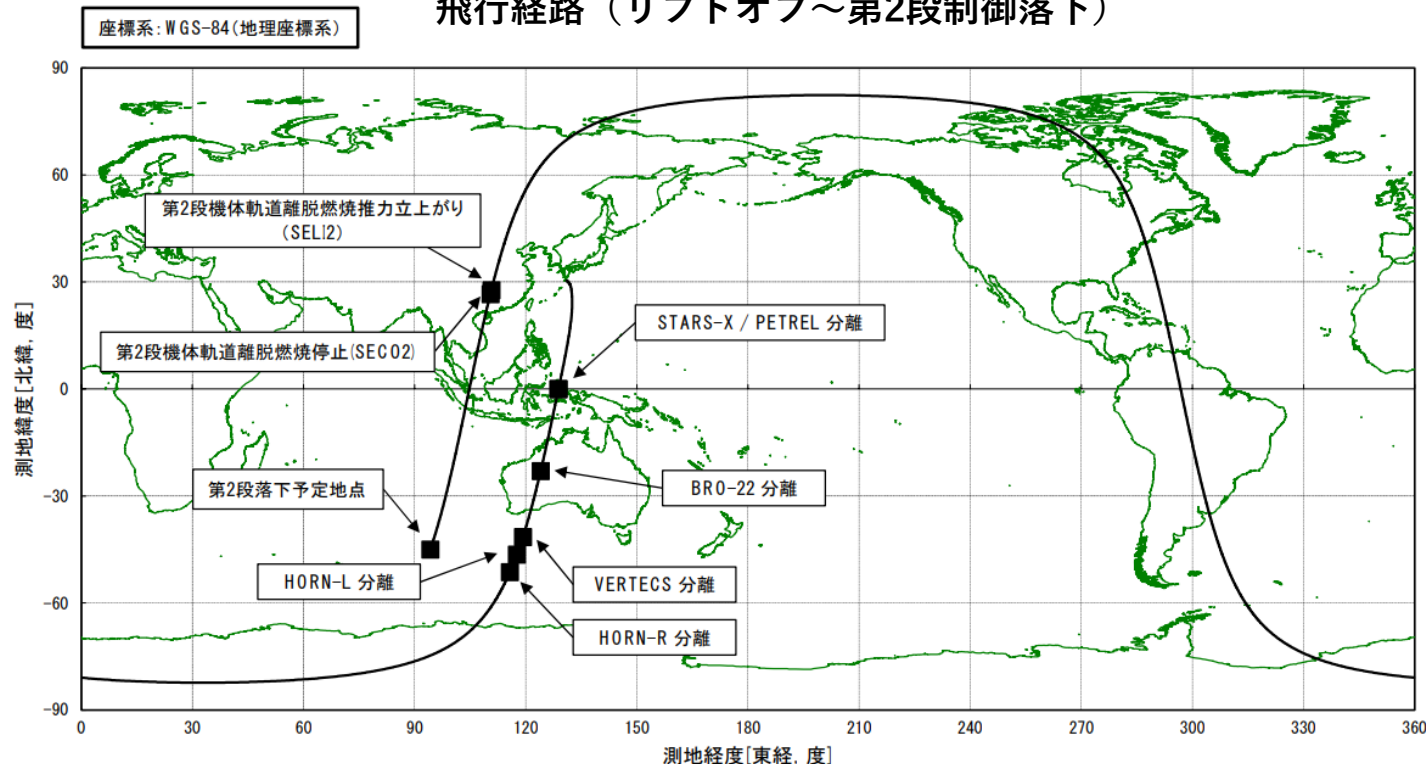 飛行経路（リフトオフ～第2段制御落下）
座標系：WGS-84(地理座標系)
90
60
30
0
-30
-60
-90
測地緯度[北緯, 度]
第2段機体軌道離脱燃焼推力立上がり
（SELI2）
第2段機体軌道離脱燃焼停止(SECO2)
STARS-X / PETREL 分離
BRO-22 分離
第2段落下予定地点
HORN-L 分離
VERTECS 分離
HORN-R 分離
0
30
60
90
120
150
180
210
240
270
300
330
360
測地経度[東経, 度]